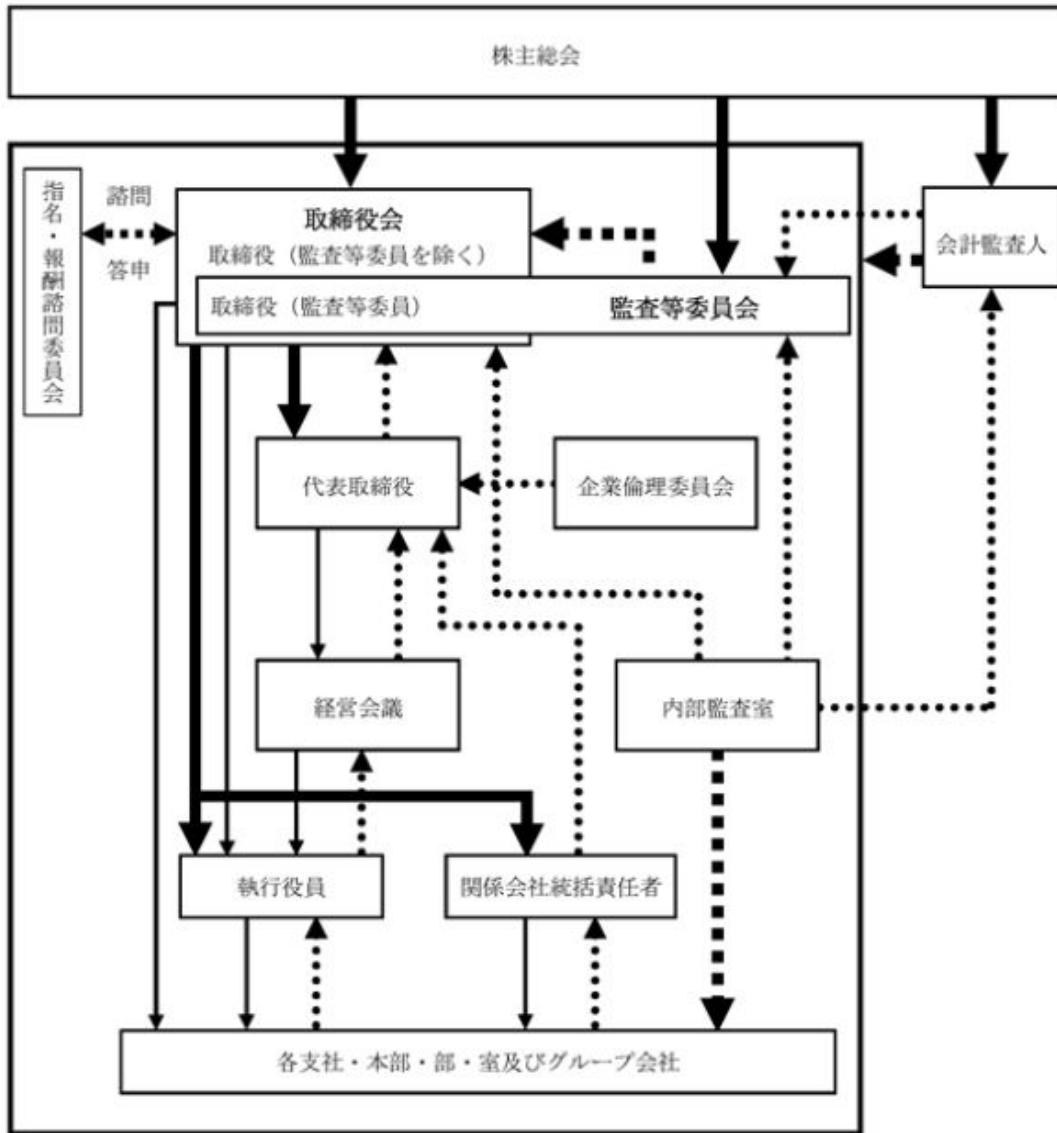 株主総会
指名・報酬諮問委員会
諮問
答申
取締役会
取締役（監査等委員を除く）
取締役（監査等委員）
監査等委員会
会計監査人
代表取締役
企業倫理委員会
経営会議
内部監査室
執行役員
関係会社統括責任者
各支社・本部・部・室及びグループ会社